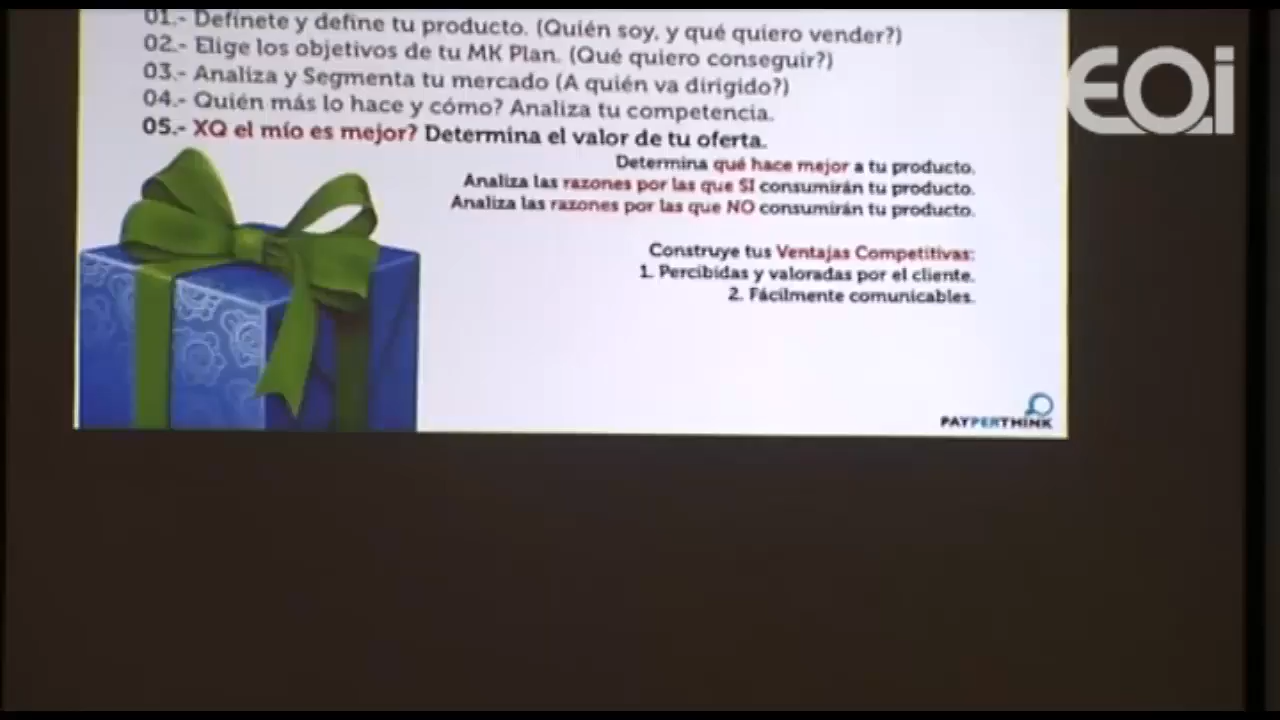 01.- Defínete y define tu producto. (Quién soy, y qué quiero vender?)
02.- Elige los objetivos de tu MK Plan. (Qué quiero conseguir?)
03.- Analiza y Segmenta tu mercado (A quién va dirigido?)
04.- Quién más lo hace y cómo? Analiza tu competencia.
05.- XQ el mío es mejor? Determina el valor de tu oferta.
Determina qué hace mejor a tu producto.
Analiza las razones por las que SI consumirán tu producto.
Analiza las razones por las que NO consumirán tu producto.
Construye tus Ventajas Competitivas:
1. Percibidas y valoradas por el cliente.
2. Fácilmente comunicables.
PAYPERTHINK
EOi